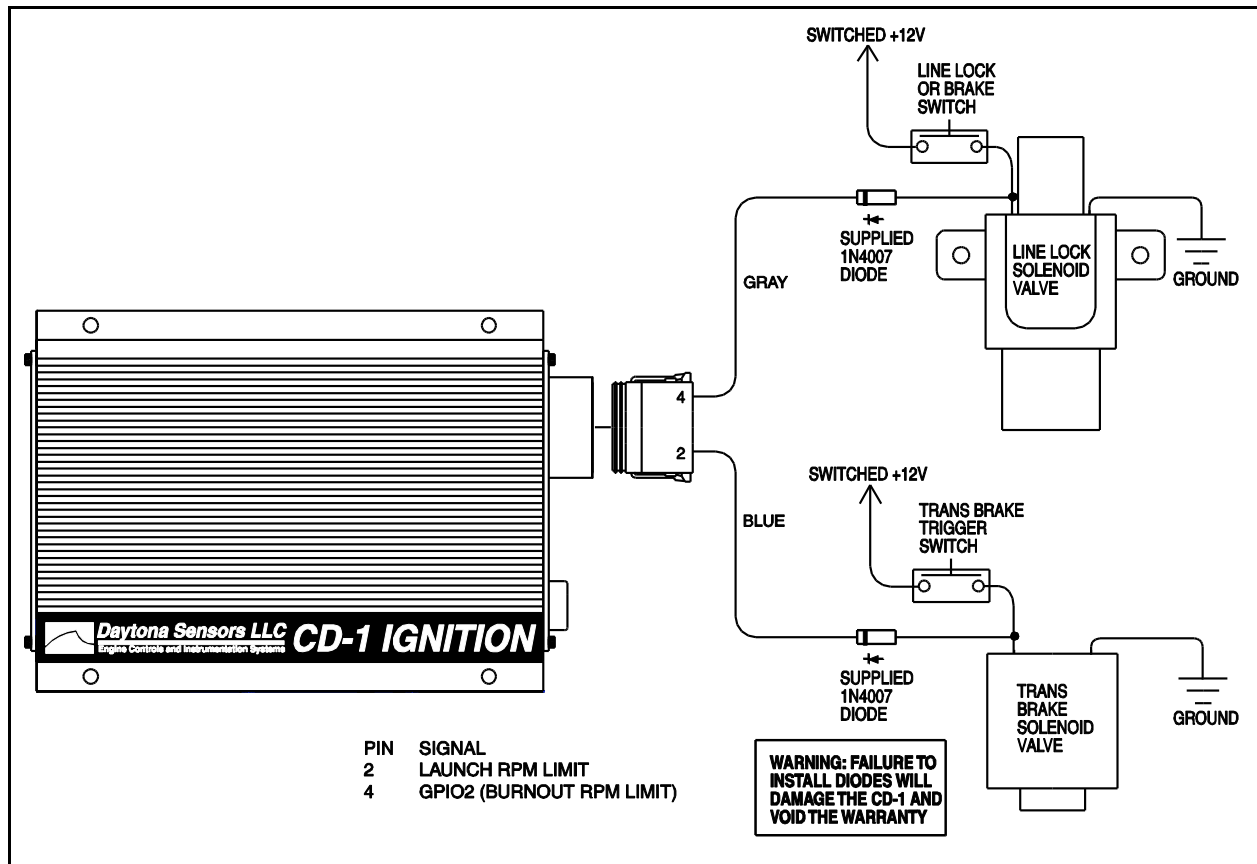 SWITCHED +12V
LINE LOCK
OR BRAKE
SWITCH
SUPPLIED
1N4007
DIODE
LINE LOCK
SOLENOID
VALVE
GROUND
GRAY
4
2
BLUE
SWITCHED +12V
TRANS BRAKE
TRIGGER
SWITCH
SUPPLIED
1N4007
DIODE
TRANS
BRAKE
SOLENOID
VALVE
GROUND
Daytona Sensors LLC
Engine Controls and Instrumentation Systems
CD-1 IGNITION
PIN SIGNAL
2 LAUNCH RPM LIMIT
4 GPIO2 (BURNOUT RPM LIMIT)
WARNING: FAILURE TO
INSTALL DIODES WILL
DAMAGE THE CD-1 AND
VOID THE WARRANTY